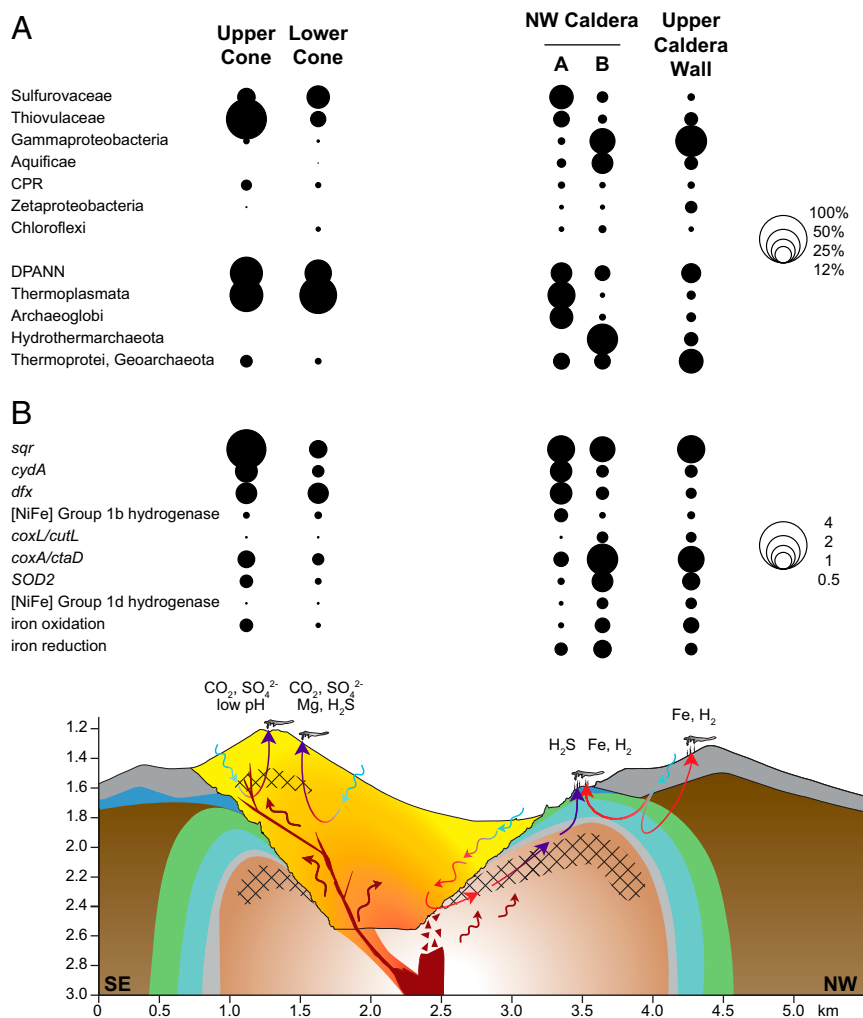 A
Upper Cone
Lower Cone
NW Caldera
A B
Upper Caldera Wall
Sulfurovaceae
Thiovulaceae
Gammaproteobacteria
Aquificae
CPR
Zetaproteobacteria
Chloroflexi
100%
50%
25%
12%
DPANN
Thermoplasmata
Archaeoglobi
Hydrothermarchaeota
Thermoprotei, Geoarchaeota
B
sqr
cydA
dfx
[NiFe] Group 1b hydrogenase
coxL/cutL
coxA/ctaD
SOD2
[NiFe] Group 1d hydrogenase
iron oxidation
iron reduction
4
2
1
0.5
CO₂, SO₄²⁻
low pH
CO₂, SO₄²⁻
Mg, H₂S
H₂S Fe, H₂
Fe, H₂
1.2
1.4
1.6
1.8
2.0
2.2
2.4
2.6
2.8
3.0
SE
NW
0 0.5 1.0 1.5 2.0 2.5 3.0 3.5 4.0 4.5 5.0 km